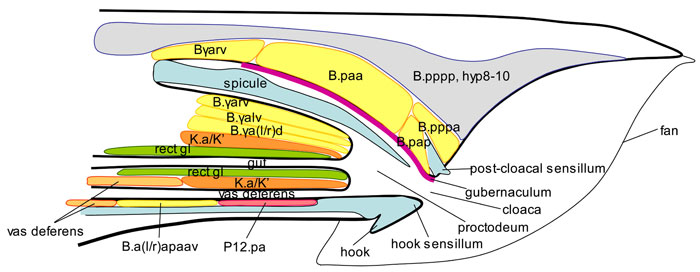 Bγarv
B.paa
B.pppp, hyp8-10
spicule
B.γarv
B.γalv
B.γa(l/r)d
K.a/K'
rect gl
gut
rect gl
K.a/K'
vas deferens
B.pppa
B.pap
fan
post-cloacal sensillum
gubernaculum
cloaca
proctodeum
vas deferens
B.a(l/r)apaav
P12.pa
hook
hook sensillum